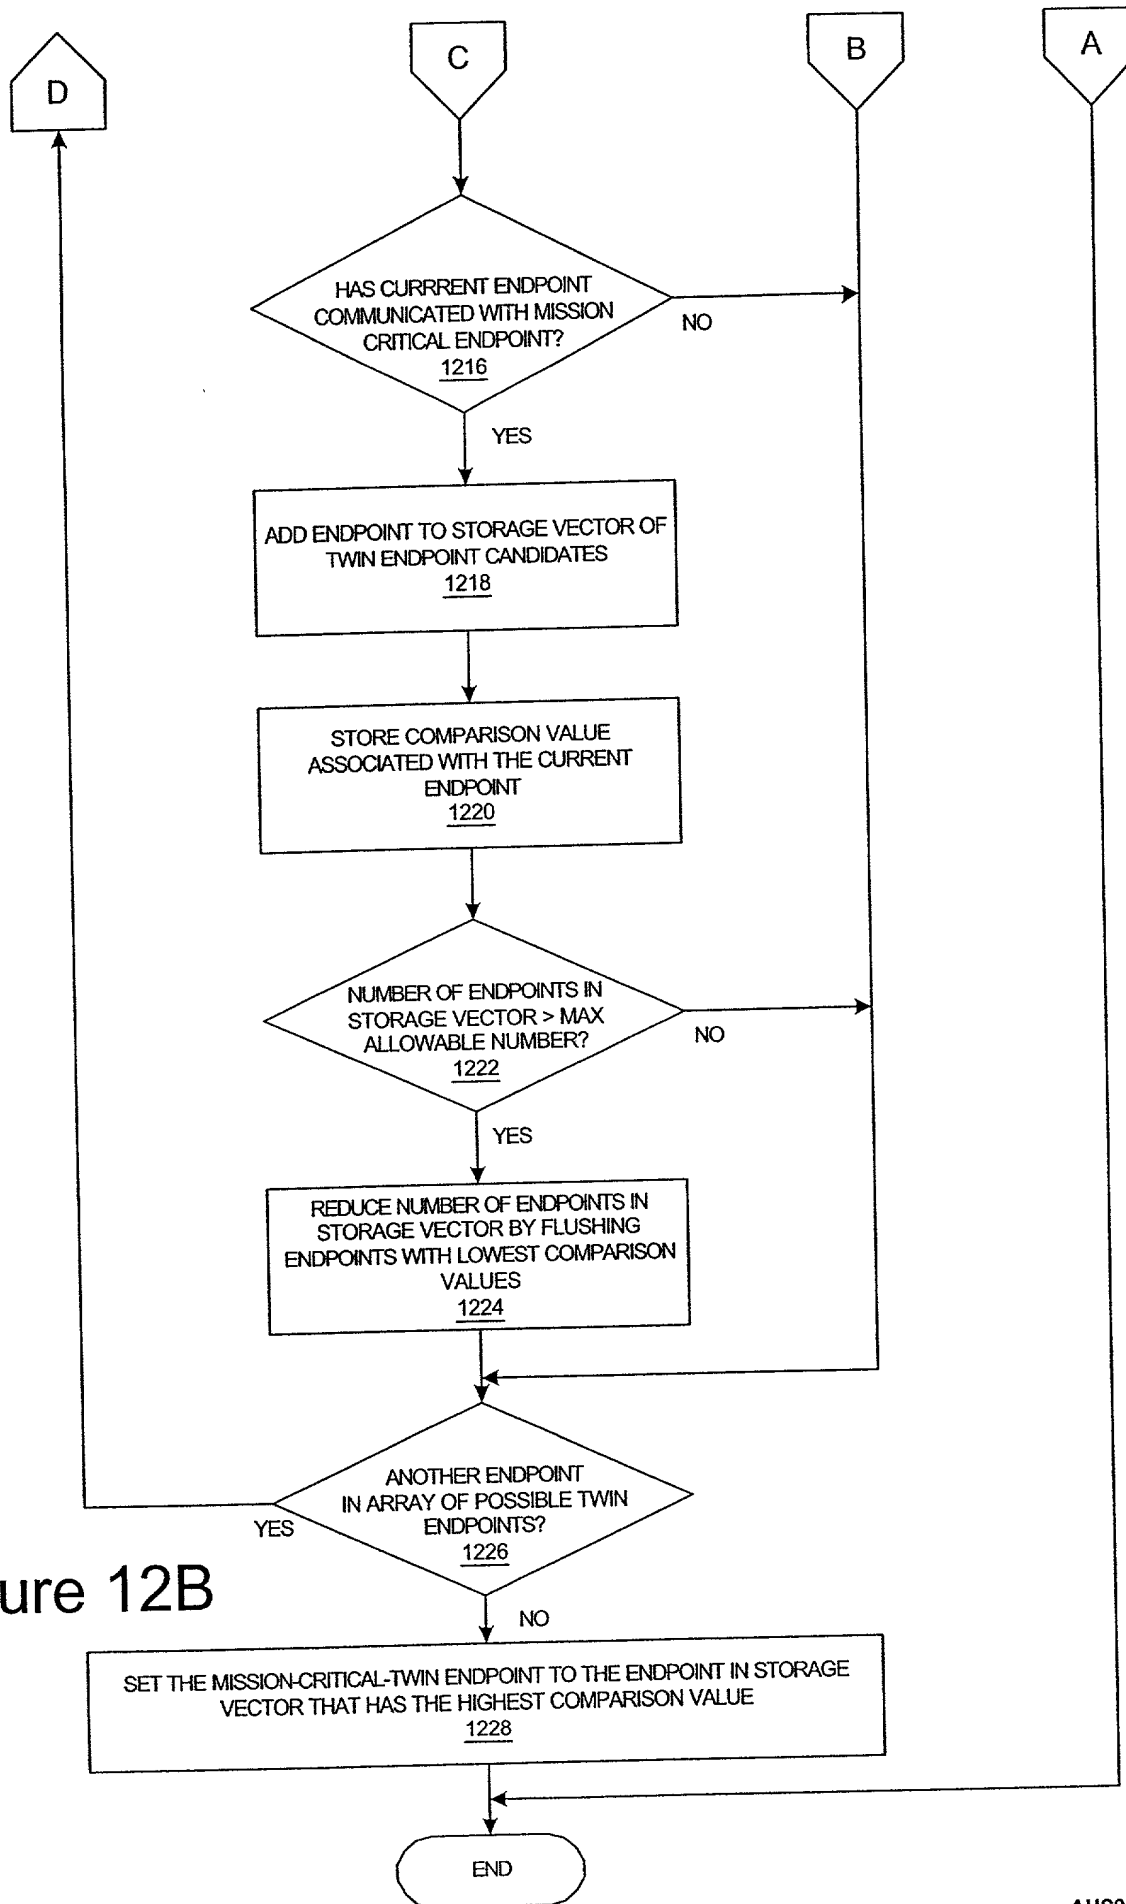 D
C
B
A
HAS CURRRENT ENDPOINT
COMMUNICATED WITH MISSION
CRITICAL ENDPOINT?
1216
NO
YES
ADD ENDPOINT TO STORAGE VECTOR OF
TWIN ENDPOINT CANDIDATES
1218
STORE COMPARISON VALUE
ASSOCIATED WITH THE CURRENT
ENDPOINT
1220
NUMBER OF ENDPOINTS IN
STORAGE VECTOR > MAX
ALLOWABLE NUMBER?
1222
NO
YES
REDUCE NUMBER OF ENDPOINTS IN
STORAGE VECTOR BY FLUSHING
ENDPOINTS WITH LOWEST COMPARISON
VALUES
1224
ANOTHER ENDPOINT
IN ARRAY OF POSSIBLE TWIN
ENDPOINTS?
1226
YES
ure 12B
NO
SET THE MISSION-CRITICAL-TWIN ENDPOINT TO THE ENDPOINT IN STORAGE
VECTOR THAT HAS THE HIGHEST COMPARISON VALUE
1228
END